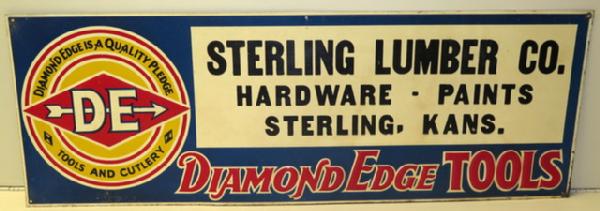 DIAMOND EDGE IS A QUALITY PLEDGE
D-E
TOOLS AND CUTLERY
STERLING LUMBER CO.
HARDWARE - PAINTS
STERLING, KANS.
DIAMOND EDGE TOOLS